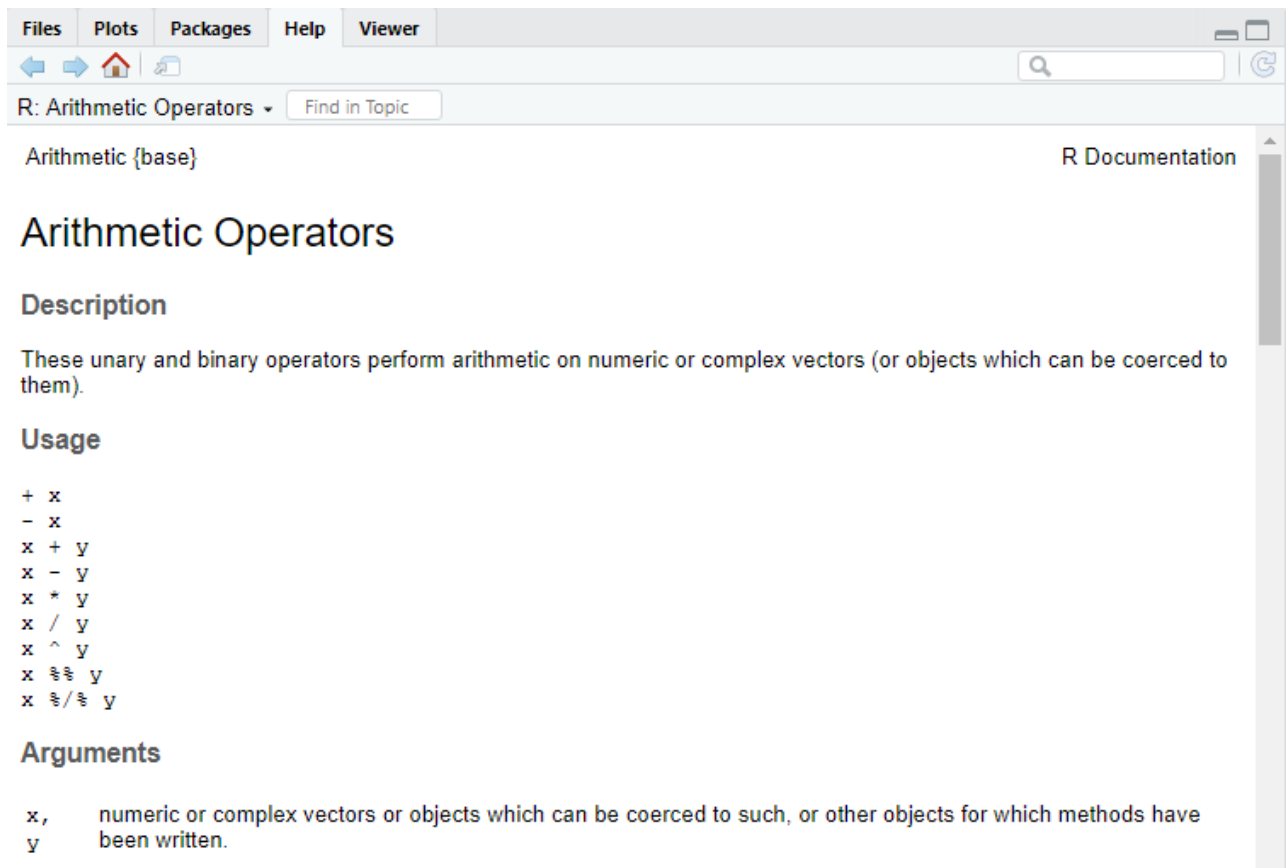 Files Plots Packages Help Viewer
R: Arithmetic Operators Find in Topic
Arithmetic {base} R Documentation
Arithmetic Operators
Description
These unary and binary operators perform arithmetic on numeric or complex vectors (or objects which can be coerced to
them).
Usage
+ x
- x
x + y
x - y
x * y
x / y
x ^ y
x %% y
x %/% y
Arguments
x, numeric or complex vectors or objects which can be coerced to such, or other objects for which methods have
y been written.